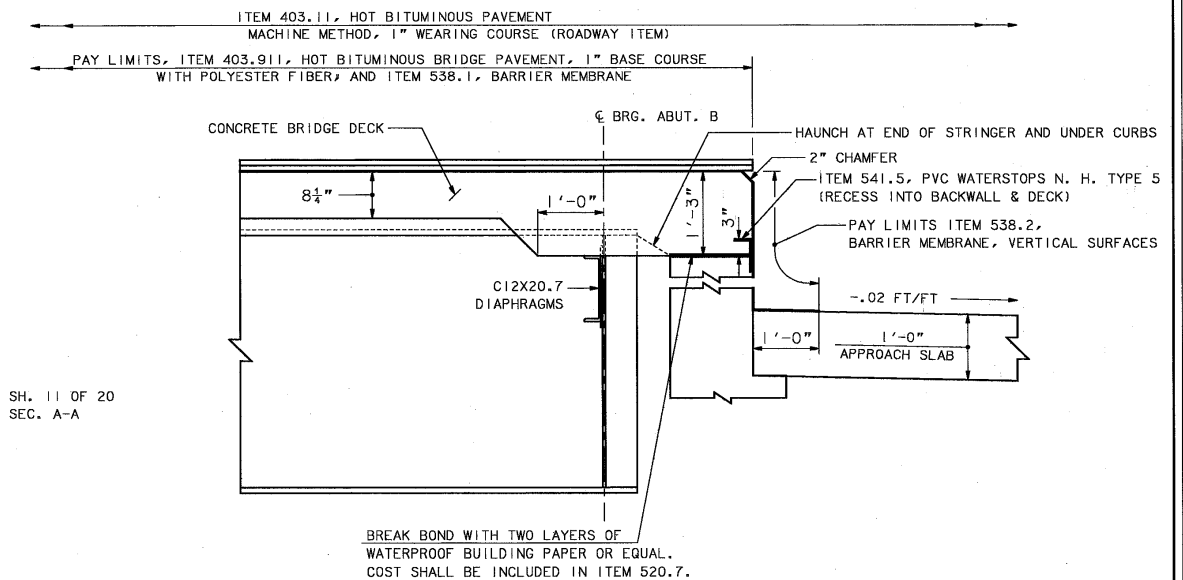 ITEM 403.11, HOT BITUMINOUS PAVEMENT
MACHINE METHOD, 1" WEARING COURSE (ROADWAY ITEM)
PAY LIMITS, ITEM 403.911, HOT BITUMINOUS BRIDGE PAVEMENT, 1" BASE COURSE
WITH POLYESTER FIBER, AND ITEM 538.1, BARRIER MEMBRANE
℄ BRG. ABUT. B
CONCRETE BRIDGE DECK
HAUNCH AT END OF STRINGER AND UNDER CURBS
2" CHAMFER
ITEM 541.5, PVC WATERSTOPS N. H. TYPE 5
(RECESS INTO BACKWALL & DECK)
8¼"
1'-0"
1'-3"
3"
PAY LIMITS ITEM 538.2,
BARRIER MEMBRANE, VERTICAL SURFACES
C12X20.7
DIAPHRAGMS
-.02 FT/FT
1'-0"
1'-0"
APPROACH SLAB
SH. 11 OF 20
SEC. A-A
BREAK BOND WITH TWO LAYERS OF
WATERPROOF BUILDING PAPER OR EQUAL.
COST SHALL BE INCLUDED IN ITEM 520.7.